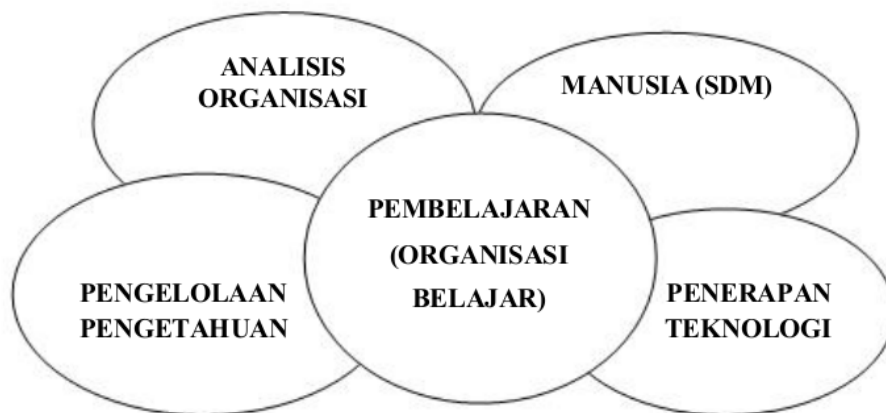 ANALISIS
ORGANISASI
MANUSIA (SDM)
PEMBELAJARAN
(ORGANISASI
BELAJAR)
PENGELOLAAN
PENGETAHUAN
PENERAPAN
TEKNOLOGI